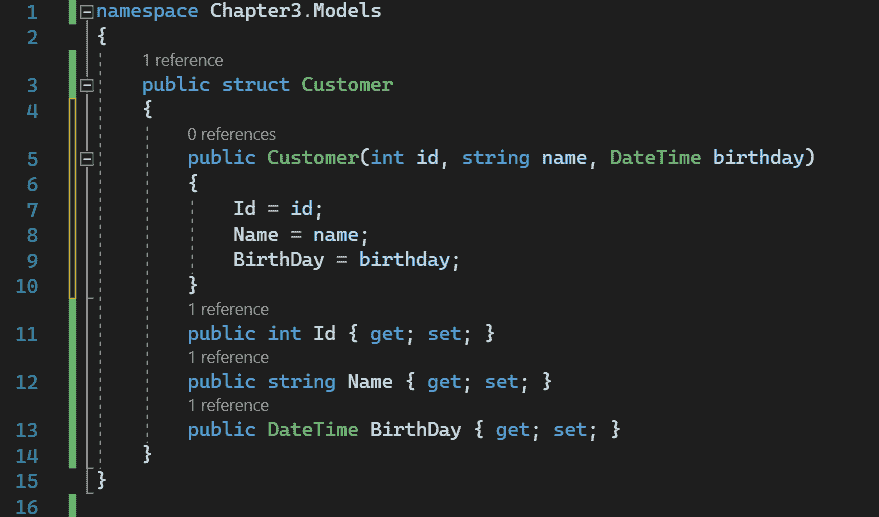 1 namespace Chapter3.Models
2 {
1 reference
3 public struct Customer
4 {
0 references
5 public Customer(int id, string name, DateTime birthday)
6 {
7 Id = id;
8 Name = name;
9 BirthDay = birthday;
10 }
1 reference
11 public int Id { get; set; }
1 reference
12 public string Name { get; set; }
1 reference
13 public DateTime BirthDay { get; set; }
14 }
15 }
16